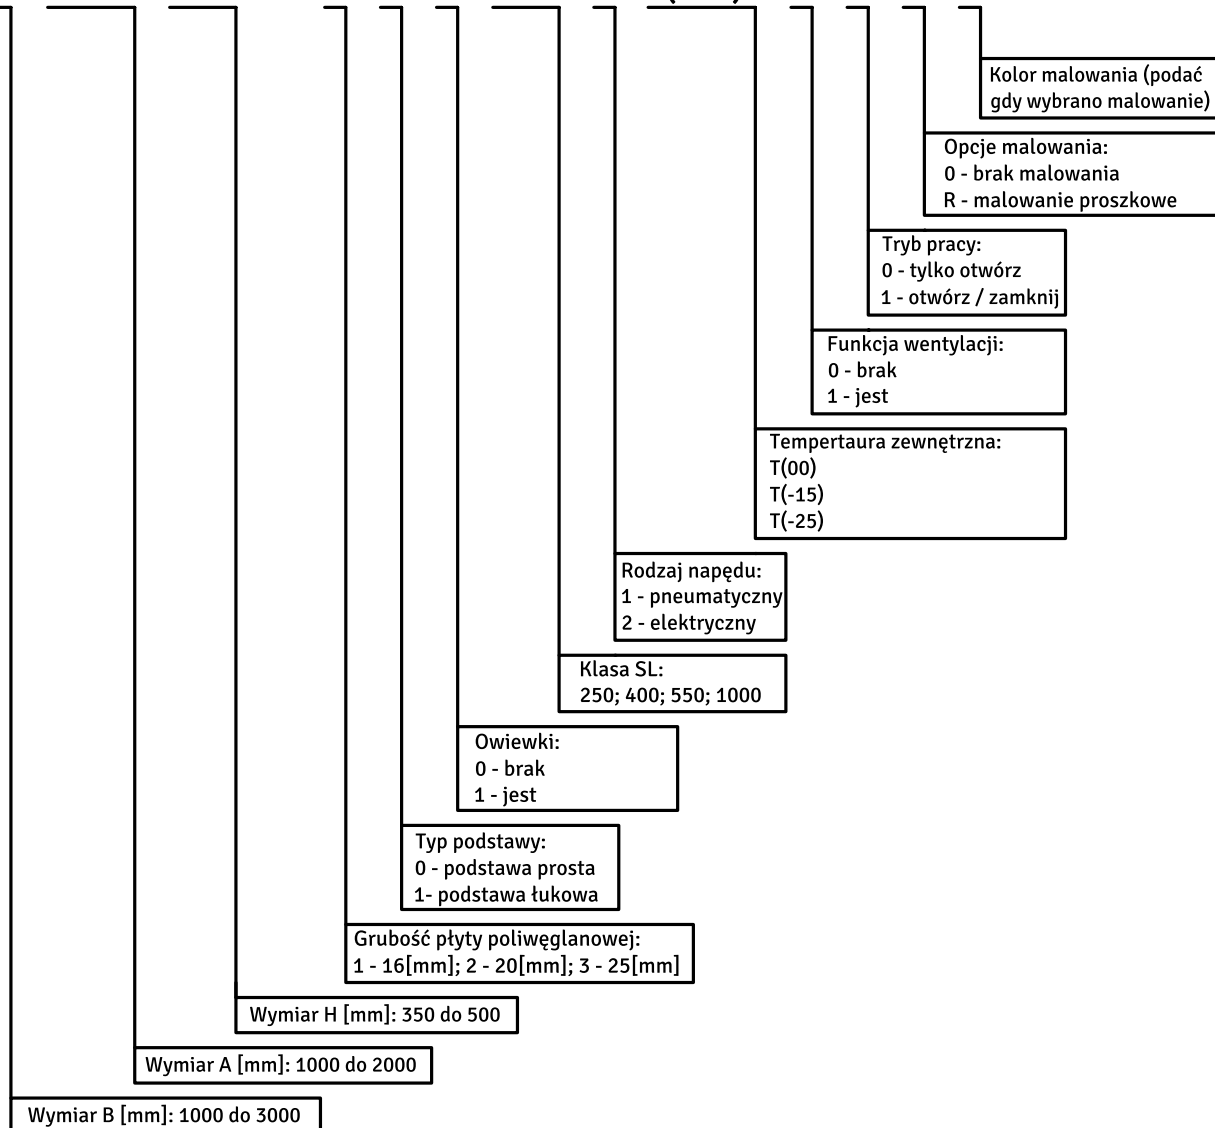 Kolor malowania (podać
gdy wybrano malowanie)
Opcje malowania:
0 - brak malowania
R - malowanie proszkowe
Tryb pracy:
0 - tylko otwórz
1 - otwórz / zamknij
Funkcja wentylacji:
0 - brak
1 - jest
Tempertaura zewnętrzna:
T(00)
T(-15)
T(-25)
Rodzaj napędu:
1 - pneumatyczny
2 - elektryczny
Klasa SL:
250; 400; 550; 1000
Owiewki:
0 - brak
1 - jest
Typ podstawy:
0 - podstawa prosta
1- podstawa łukowa
Grubość płyty poliwęglanowej:
1 - 16[mm]; 2 - 20[mm]; 3 - 25[mm]
Wymiar H [mm]: 350 do 500
Wymiar A [mm]: 1000 do 2000
Wymiar B [mm]: 1000 do 3000